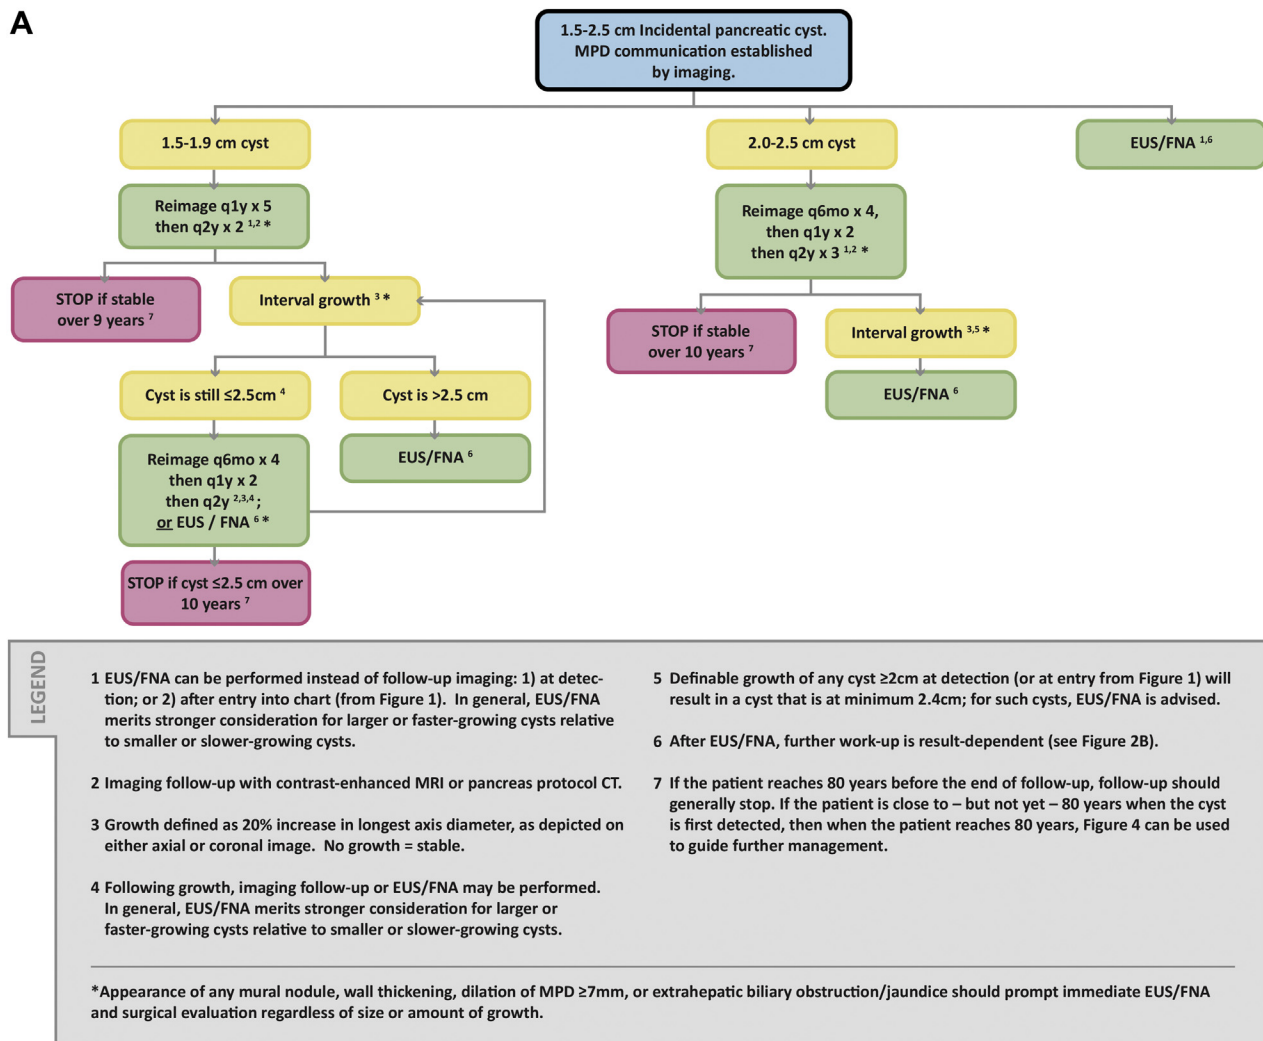 A
1.5-2.5 cm Incidental pancreatic cyst.
MPD communication established
by imaging.
1.5-1.9 cm cyst
2.0-2.5 cm cyst
EUS/FNA 1,6
Reimage q1y x 5
then q2y x 2 1,2 *
Reimage q6mo x 4,
then q1y x 2
then q2y x 3 1,2 *
STOP if stable
over 9 years 7
Interval growth 3 *
STOP if stable
over 10 years 7
Interval growth 3,5 *
EUS/FNA 6
Cyst is still ≤2.5cm 4
Cyst is >2.5 cm
Reimage q6mo x 4
then q1y x 2
then q2y 2,3,4 ;
or EUS / FNA 6 *
EUS/FNA 6
STOP if cyst ≤2.5 cm over
10 years 7
LEGEND
1 EUS/FNA can be performed instead of follow-up imaging: 1) at detec-
tion; or 2) after entry into chart (from Figure 1). In general, EUS/FNA
merits stronger consideration for larger or faster-growing cysts relative
to smaller or slower-growing cysts.
2 Imaging follow-up with contrast-enhanced MRI or pancreas protocol CT.
3 Growth defined as 20% increase in longest axis diameter, as depicted on
either axial or coronal image. No growth = stable.
4 Following growth, imaging follow-up or EUS/FNA may be performed.
In general, EUS/FNA merits stronger consideration for larger or
faster-growing cysts relative to smaller or slower-growing cysts.
5 Definable growth of any cyst ≥2cm at detection (or at entry from Figure 1) will
result in a cyst that is at minimum 2.4cm; for such cysts, EUS/FNA is advised.
6 After EUS/FNA, further work-up is result-dependent (see Figure 2B).
7 If the patient reaches 80 years before the end of follow-up, follow-up should
generally stop. If the patient is close to – but not yet – 80 years when the cyst
is first detected, then when the patient reaches 80 years, Figure 4 can be used
to guide further management.
*Appearance of any mural nodule, wall thickening, dilation of MPD ≥7mm, or extrahepatic biliary obstruction/jaundice should prompt immediate EUS/FNA
and surgical evaluation regardless of size or amount of growth.